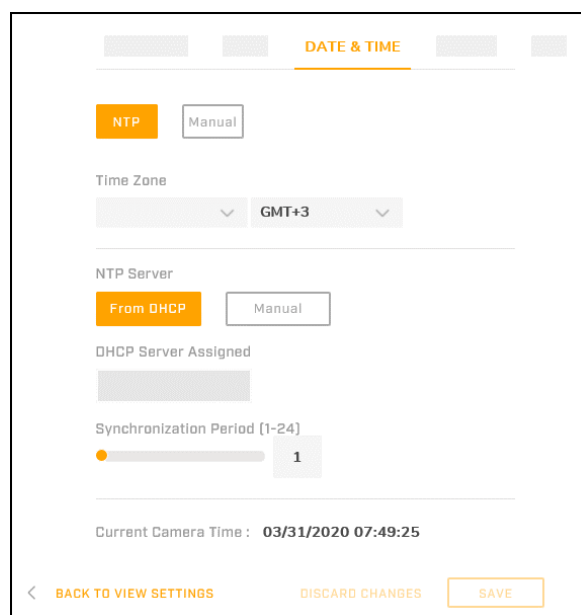 DATE & TIME
NTP Manual
Time Zone
GMT+3
NTP Server
From DHCP Manual
DHCP Server Assigned
Synchronization Period (1-24)
1
Current Camera Time : 03/31/2020 07:49:25
BACK TO VIEW SETTINGS DISCARD CHANGES SAVE